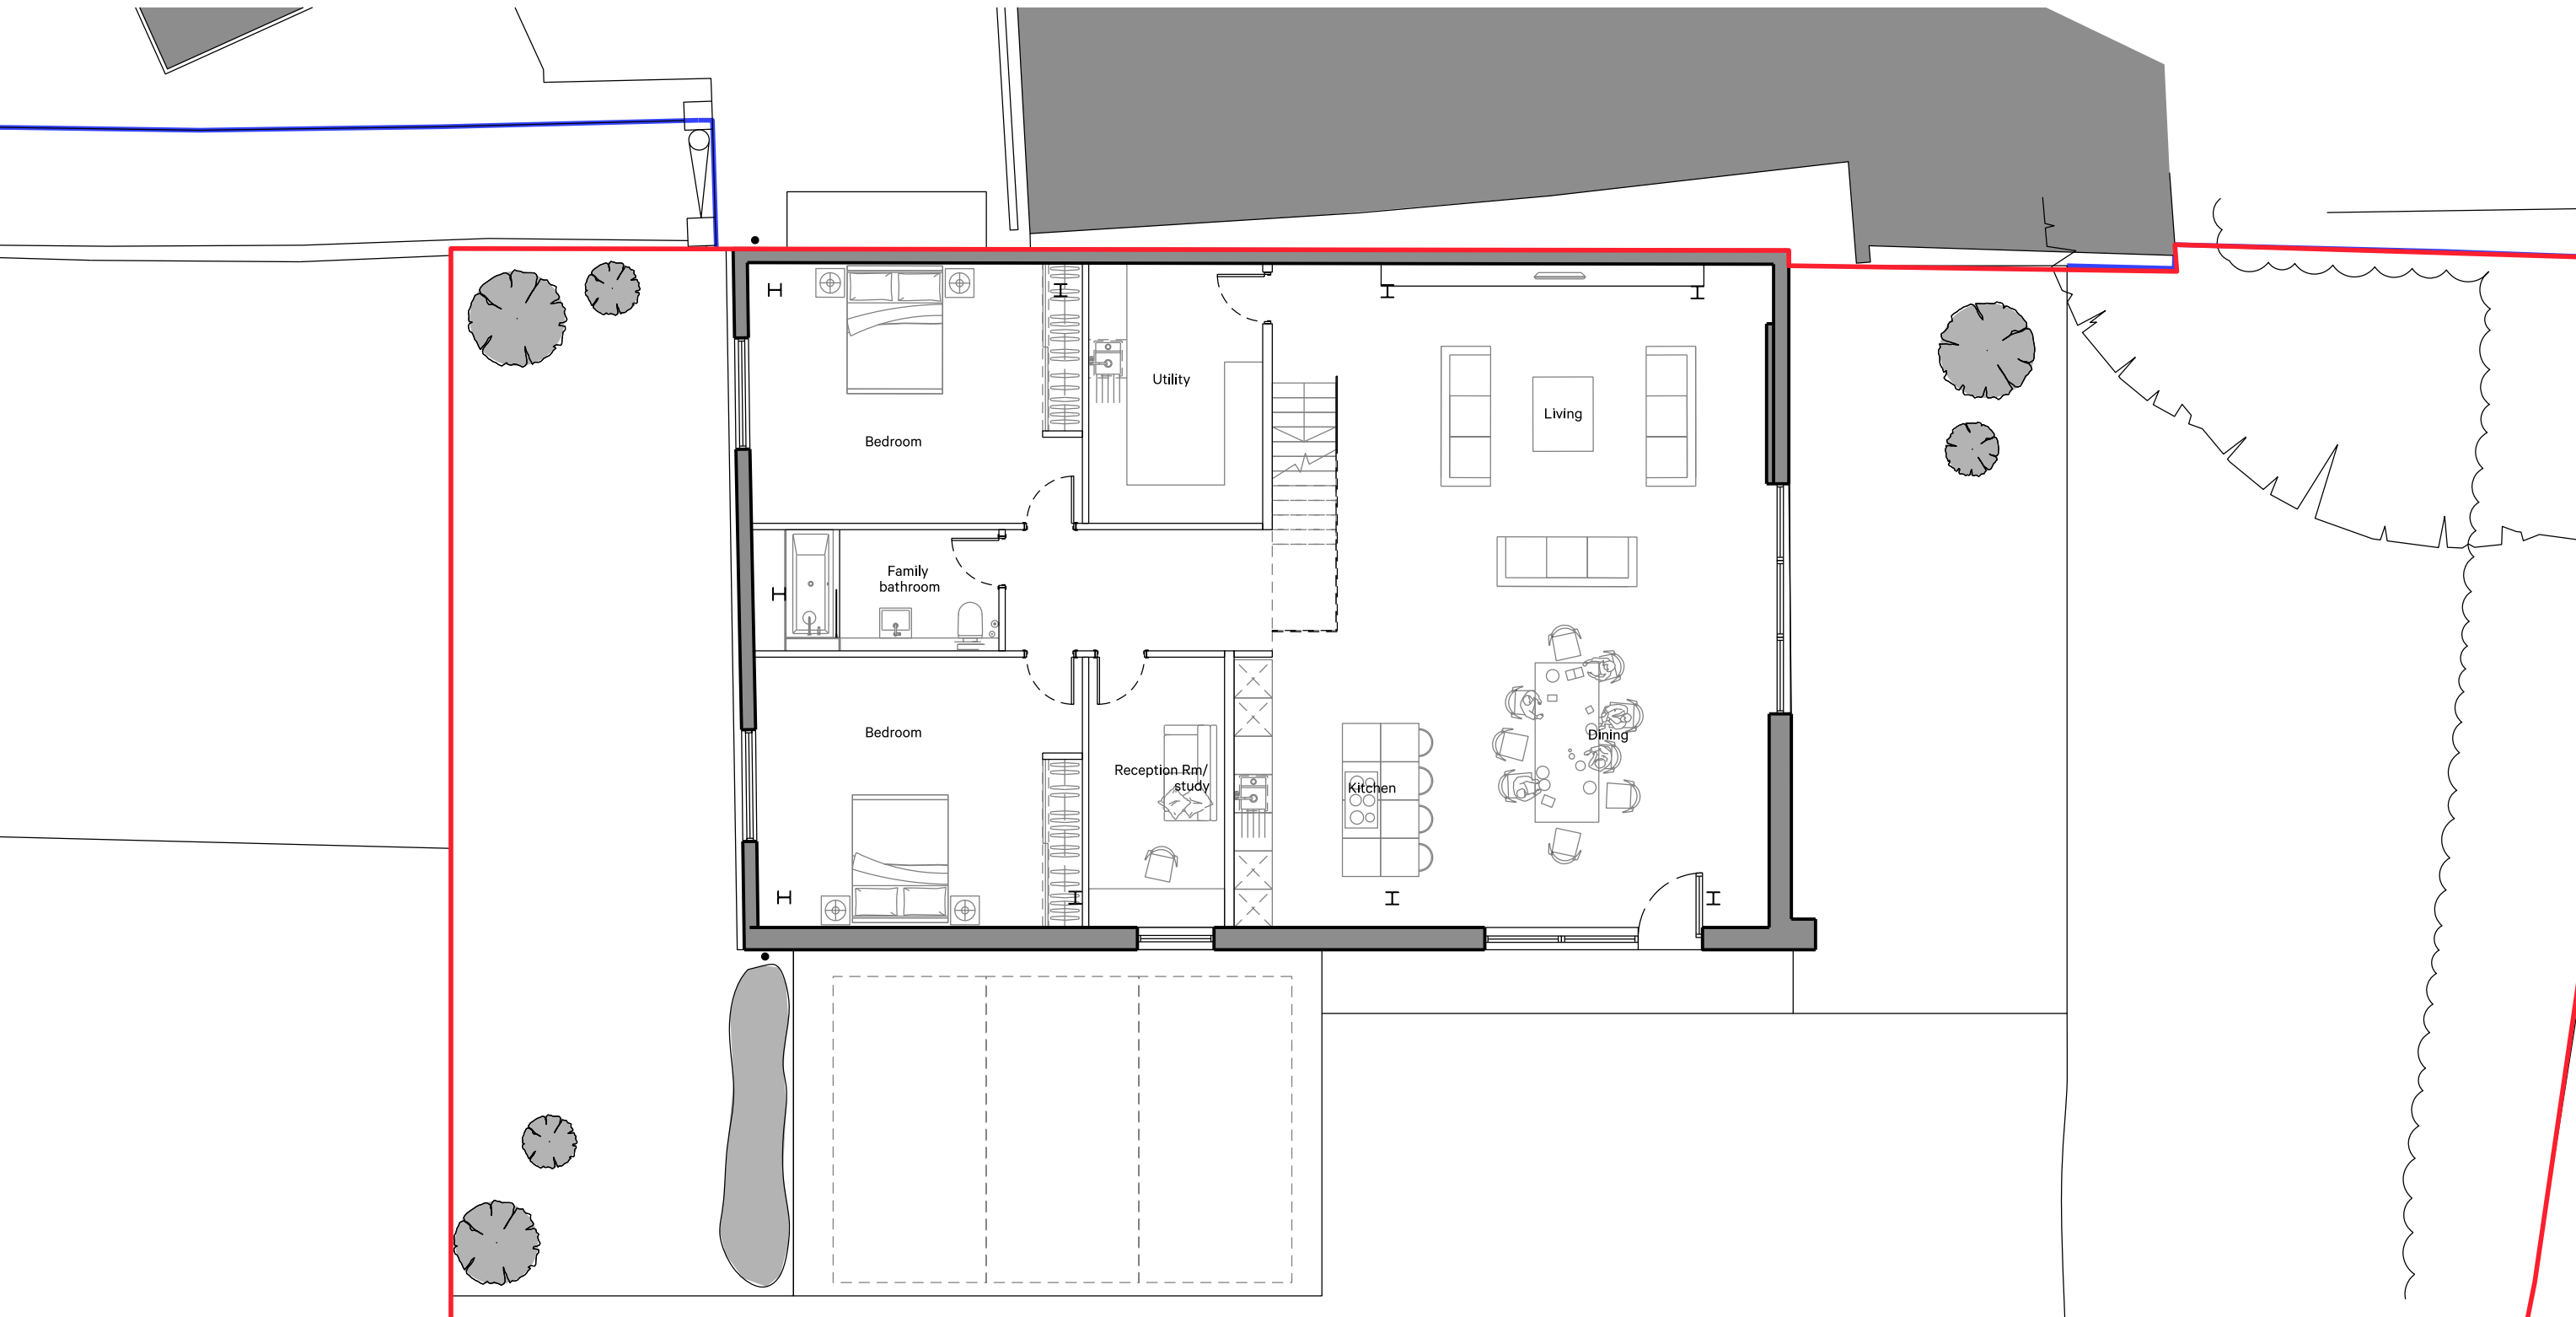 Utility
Living
Bedroom
Family
bathroom
Bedroom
Dining
Reception Rm/
study
Kitchen